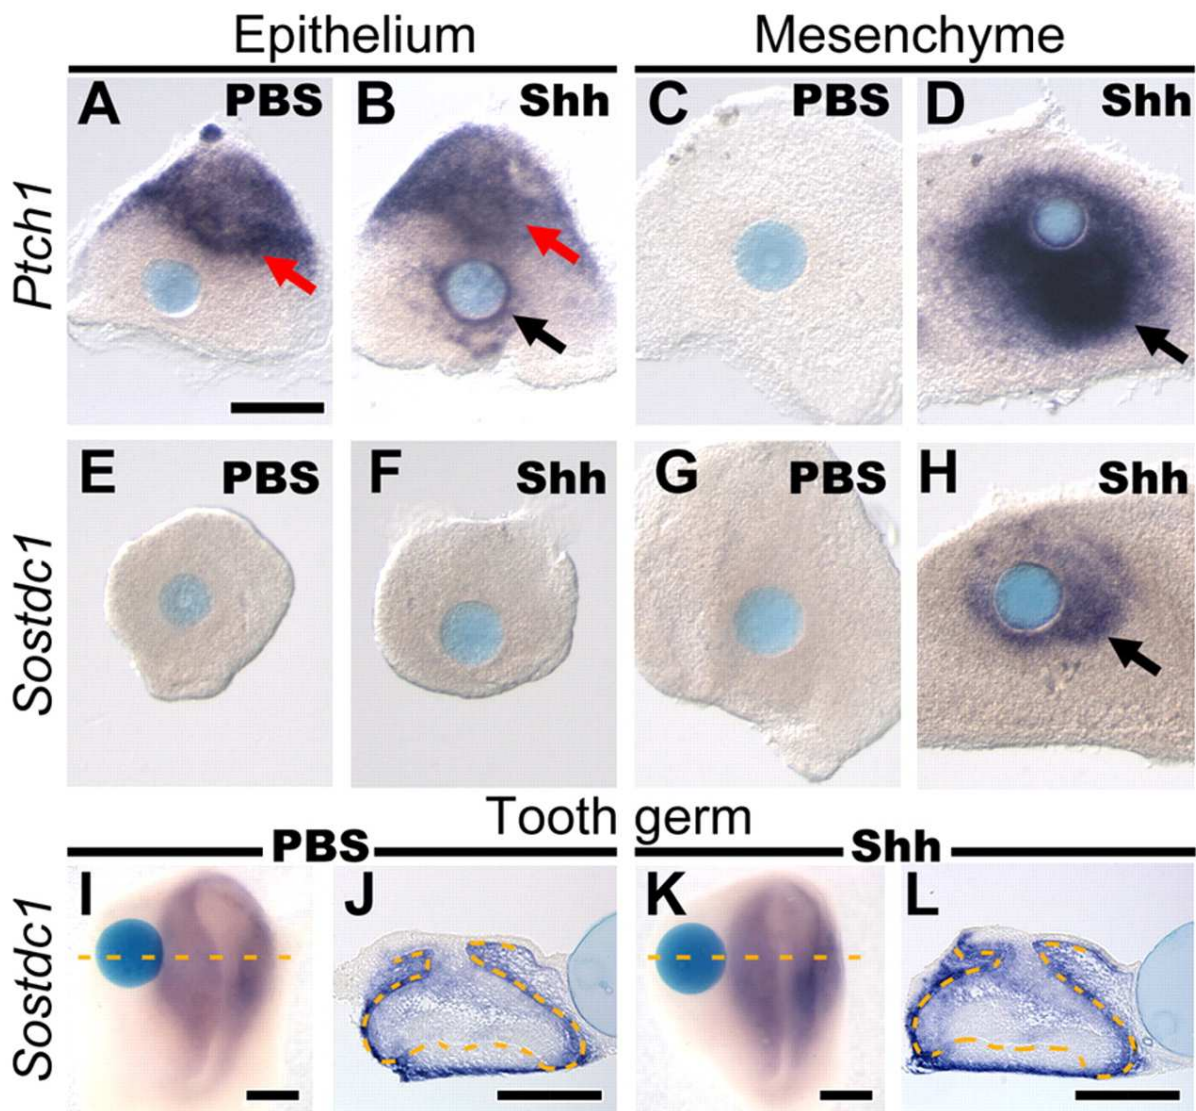 Epithelium Mesenchyme
A PBS B Shh C PBS D Shh
Ptch1
E PBS F Shh G PBS H Shh
Sostdc1
Tooth germ
PBS Shh
I J K L
Sostdc1